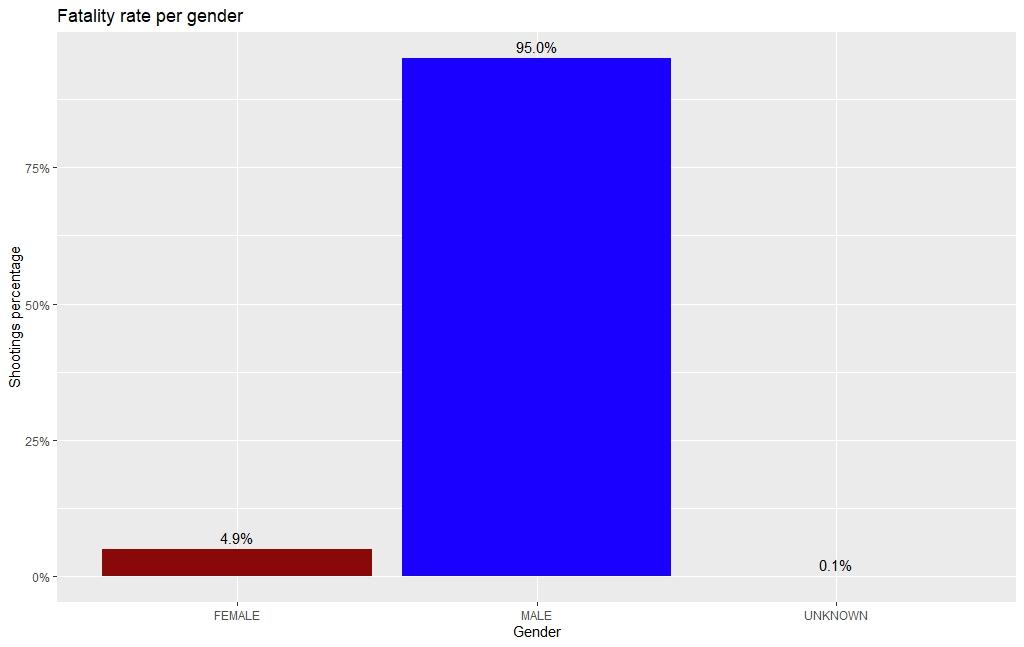 Fatality rate per gender
95.0%
75%
Shootings percentage
50%
25%
4.9%
0.1%
0%
FEMALE
MALE
UNKNOWN
Gender